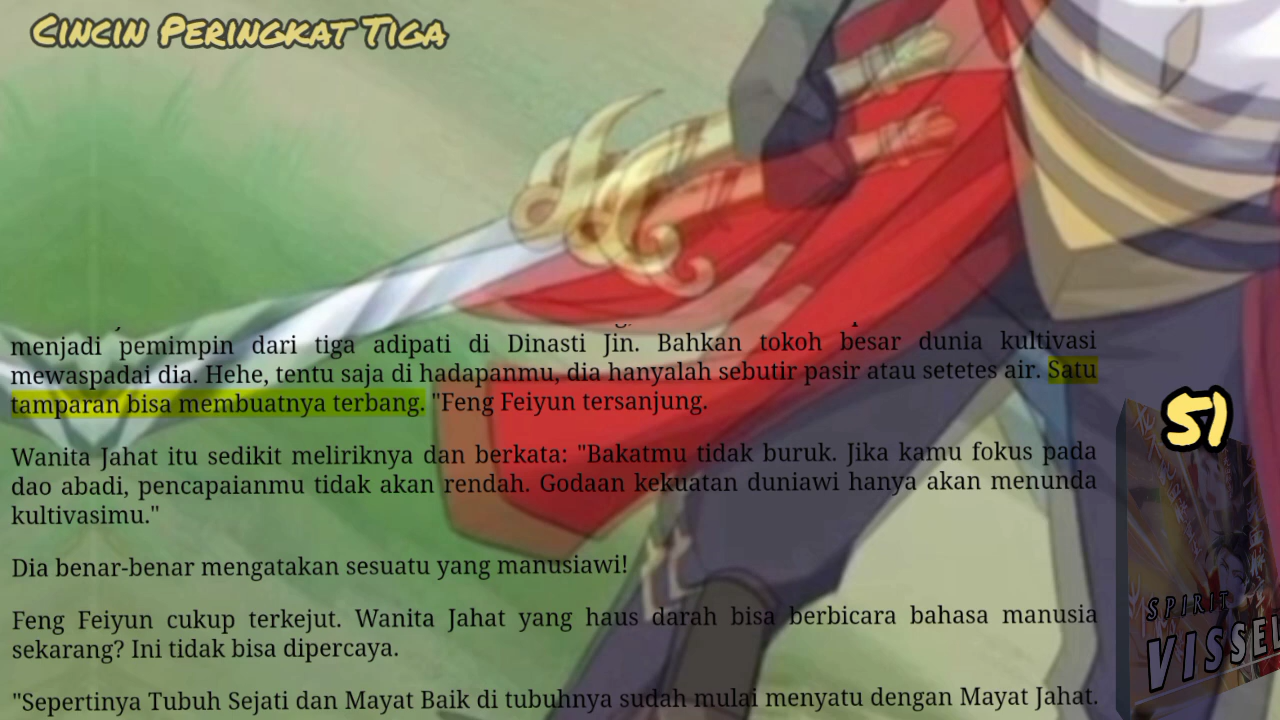 Cincin Peringkat Tiga
menjadi pemimpin dari tiga adipati di Dinasti Jin. Bahkan tokoh besar dunia kultivasi
mewaspadai dia. Hehe, tentu saja di hadapanmu, dia hanyalah sebutir pasir atau setetes air. Satu
tamparan bisa membuatnya terbang. "Feng Feiyun tersanjung.
Wanita Jahat itu sedikit meliriknya dan berkata: "Bakatmu tidak buruk. Jika kamu fokus pada
dao abadi, pencapaianmu tidak akan rendah. Godaan kekuatan duniawi hanya akan menunda
kultivasimu."
Dia benar-benar mengatakan sesuatu yang manusiawi!
Feng Feiyun cukup terkejut. Wanita Jahat yang haus darah bisa berbicara bahasa manusia
sekarang? Ini tidak bisa dipercaya.
"Sepertinya Tubuh Sejati dan Mayat Baik di tubuhnya sudah mulai menyatu dengan Mayat Jahat.
51
SPIRIT
VISSEL